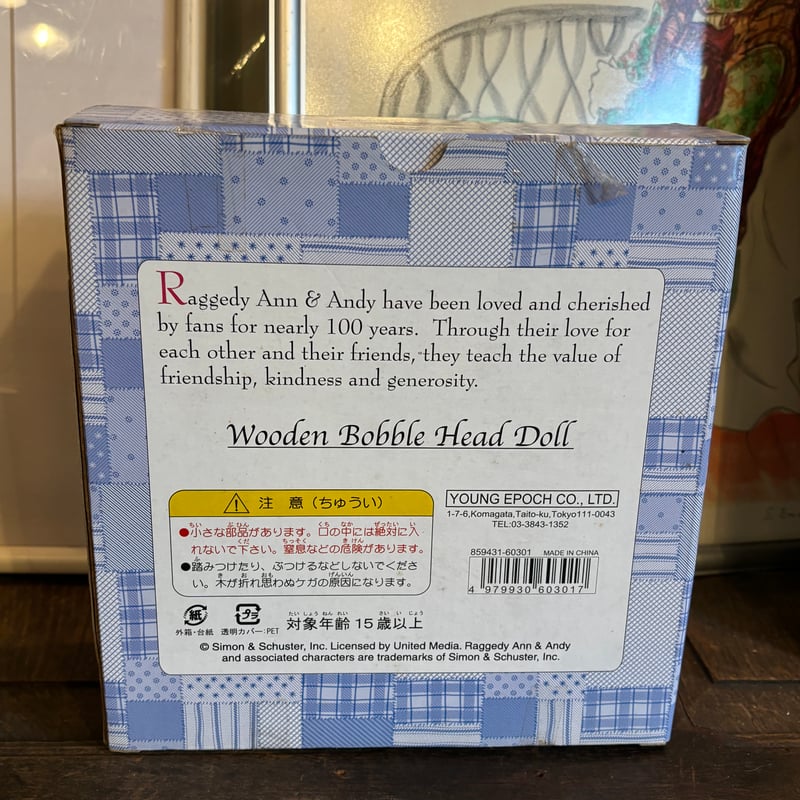 Raggedy Ann & Andy have been loved and cherished
by fans for nearly 100 years. Through their love for
each other and their friends, they teach the value of
friendship, kindness and generosity.
Wooden Bobble Head Doll
注 意 (ちゅうい)
●小さな部品があります。口の中には絶対に入
れないで下さい。窒息などの危険があります。
●踏みつけたり、ぶつけるなどしないでくださ
い。木が折れ思わぬケガの原因になります。
紙
外箱・台紙
プラ
透明カバー:PET
対象年齢 15歳以上
YOUNG EPOCH CO., LTD.
1-7-6,Komagata,Taito-ku,Tokyo111-0043
TEL:03-3843-1352
859431-60301 MADE IN CHINA
4 979930 603017
© Simon & Schuster, Inc. Licensed by United Media. Raggedy Ann & Andy
and associated characters are trademarks of Simon & Schuster, Inc.